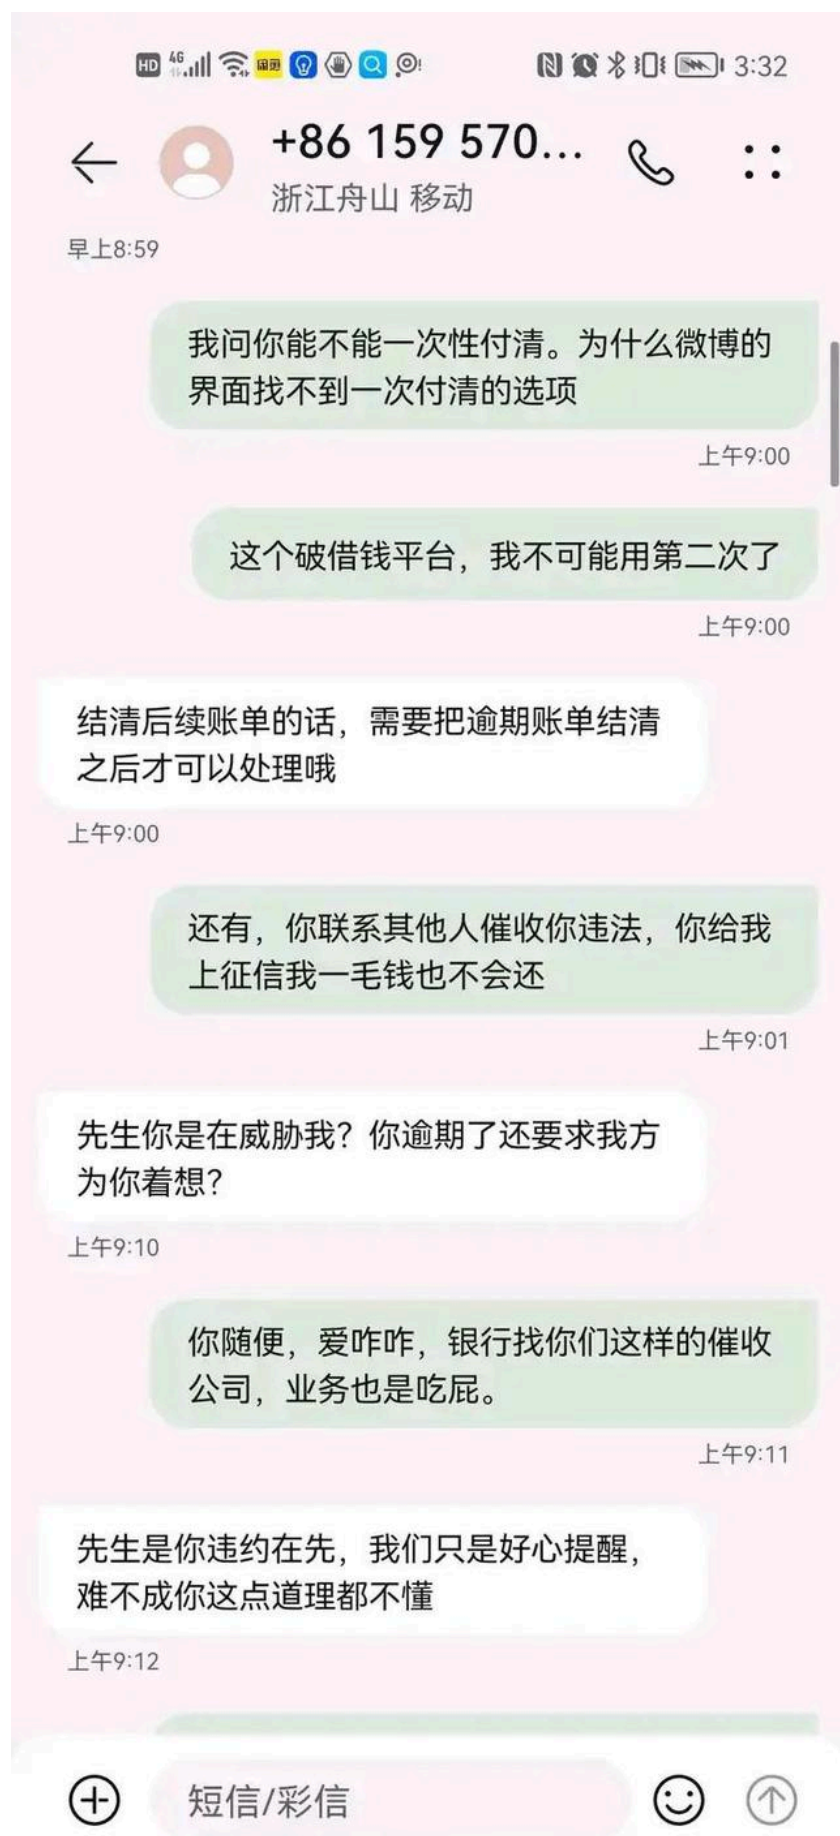 HD 4G 3:32
+86 159 570...
浙江舟山 移动
早上8:59
我问你能不能一次性付清。为什么微博的
界面找不到一次付清的选项
上午9:00
这个破借钱平台，我不可能用第二次了
上午9:00
结清后续账单的话，需要把逾期账单结清
之后才可以处理哦
上午9:00
还有，你联系其他人催收你违法，你给我
上征信我一毛钱也不会还
上午9:01
先生你是在威胁我？你逾期了还要求我方
为你着想？
上午9:10
你随便，爱咋咋，银行找你们这样的催收
公司，业务也是吃屁。
上午9:11
先生是你违约在先，我们只是好心提醒，
难不成你这点道理都不懂
上午9:12
短信/彩信